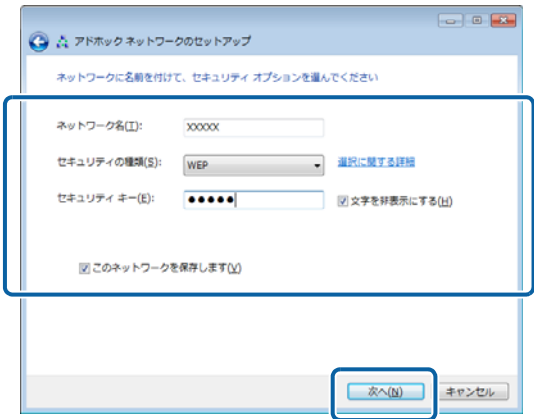 アドホック ネットワークのセットアップ
ネットワークに名前を付けて、セキュリティ オプションを選んでください
ネットワーク名(T): XXXXX
セキュリティの種類(S): WEP 選択に関する詳細
セキュリティ キー(E): ●●●●● 文字を非表示にする(H)
このネットワークを保存します(V)
次へ(N) キャンセル